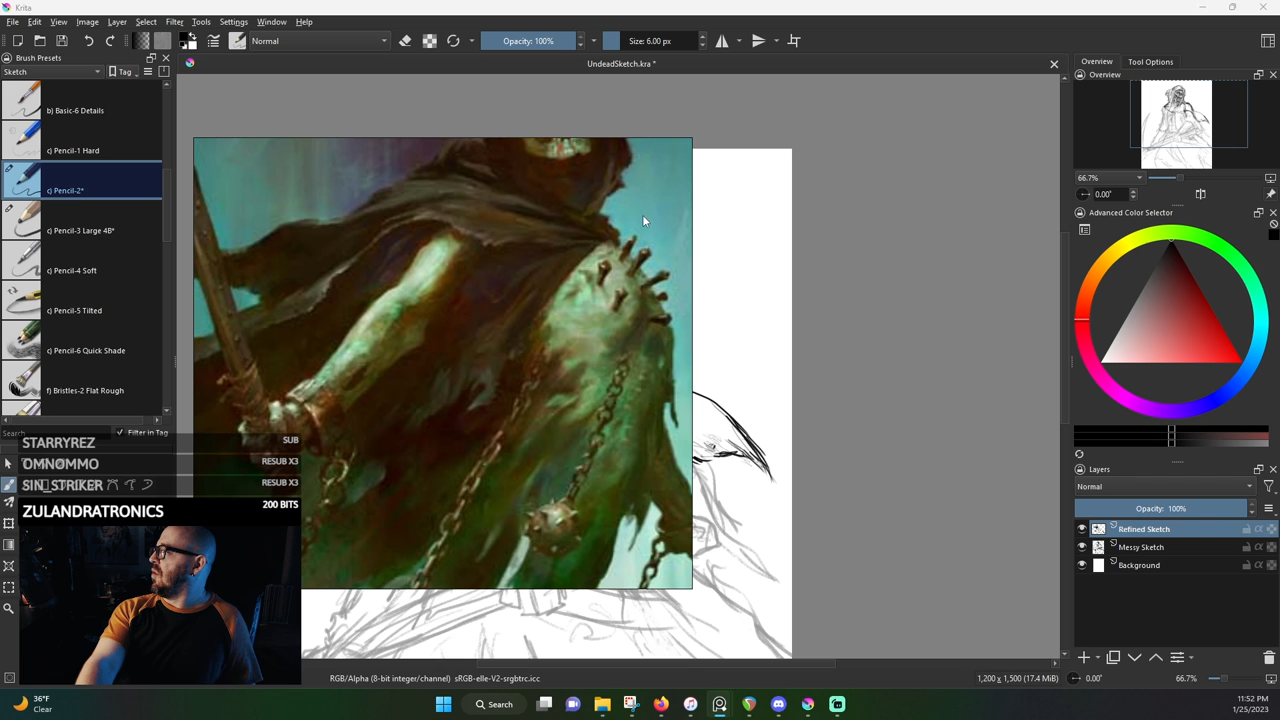 Krita
File Edit View Image Layer Select Filter Tools Settings Window Help
Normal Opacity: 100% Size: 6.00 px
Brush Presets
Sketch Tag
UndeadSketch.kra *
Overview Tool Options
Overview
b) Basic-6 Details
c) Pencil-1 Hard
c) Pencil-2*
c) Pencil-3 Large 4B*
c) Pencil-4 Soft
c) Pencil-5 Tilted
c) Pencil-6 Quick Shade
f) Bristles-2 Flat Rough
Search Filter in Tag
66.7%
0.00°
Advanced Color Selector
Layers
Normal
Opacity: 100%
Refined Sketch
Messy Sketch
Background
STARRYREZ SUB
OMNOMMO RESUB X3
SIN_STRIKER RESUB X3
ZULANDRATRONICS 200 BITS
RGB/Alpha (8-bit integer/channel) sRGB-elle-V2-srgbtrc.icc
1,200 x 1,500 (17.4 MiB) 0.00° 66.7%
36°F
Clear
Search
11:52 PM
1/25/2023